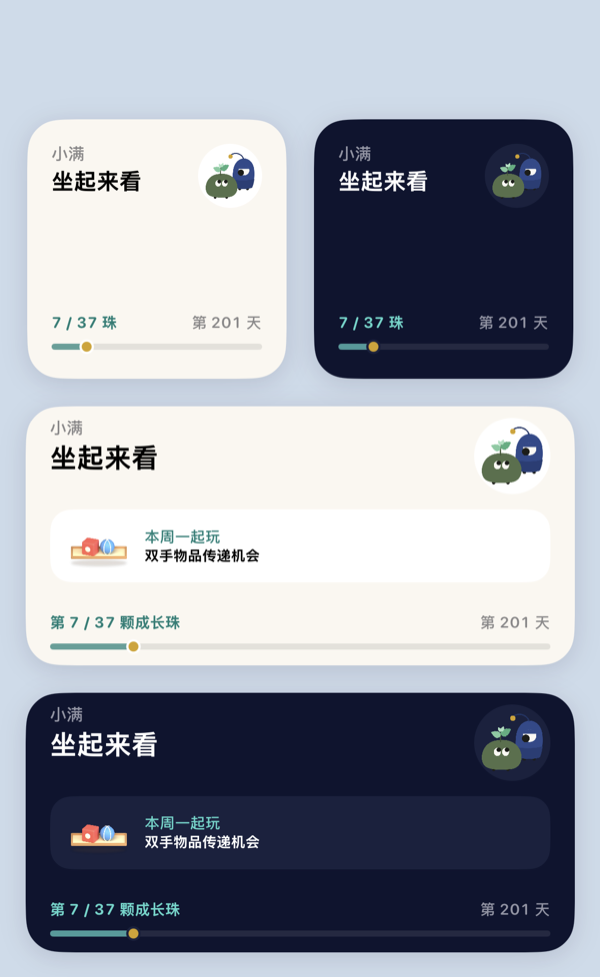 小满
坐起来看
7 / 37 珠
第 201 天
小满
坐起来看
7 / 37 珠
第 201 天
小满
坐起来看
本周一起玩
双手物品传递机会
第 7 / 37 颗成长珠
第 201 天
小满
坐起来看
本周一起玩
双手物品传递机会
第 7 / 37 颗成长珠
第 201 天